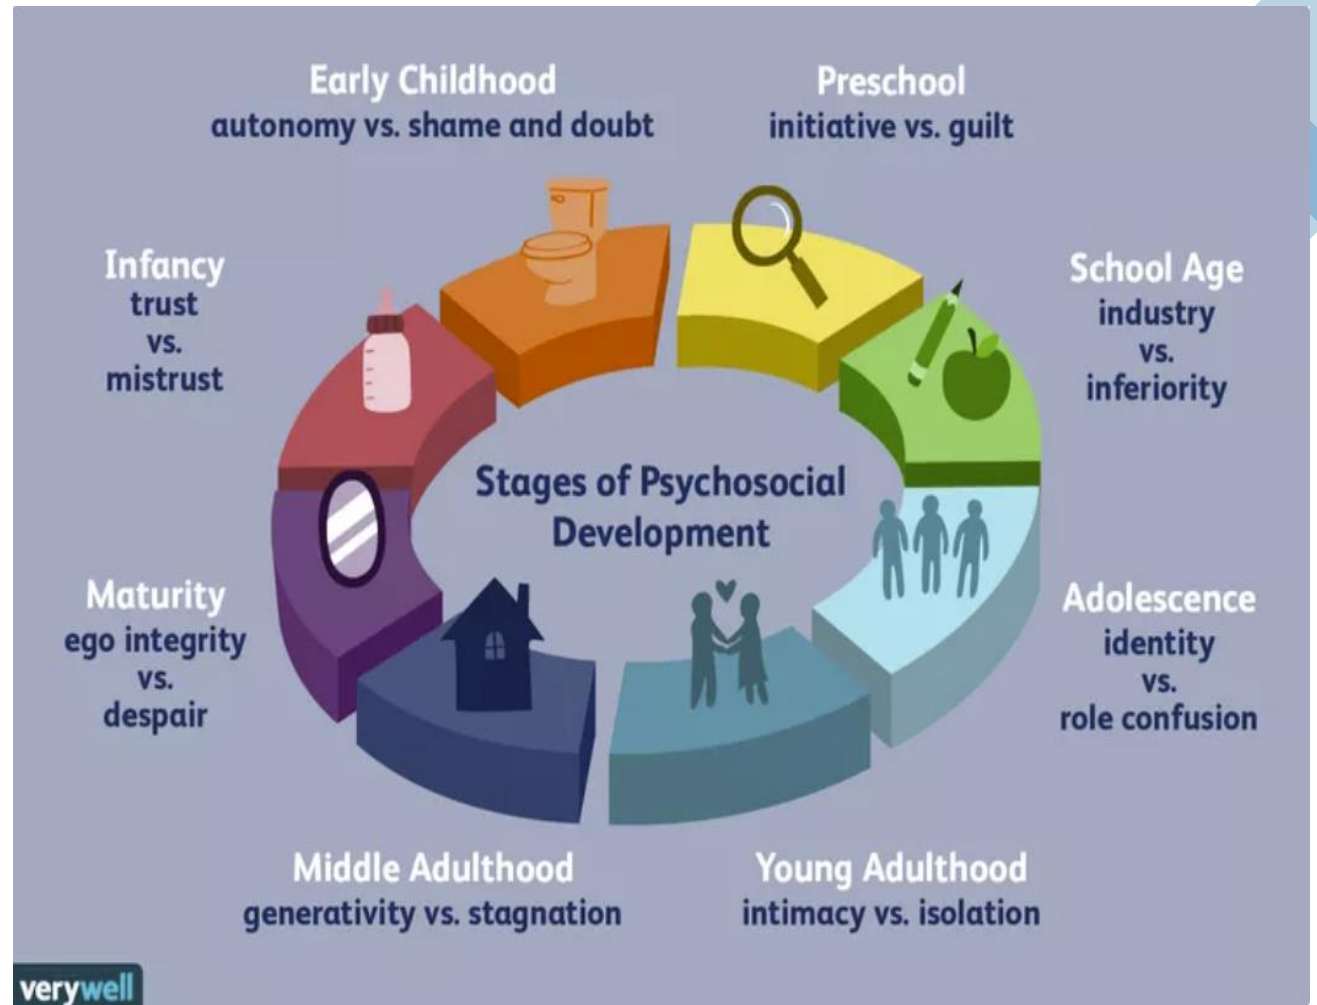 Early Childhood
autonomy vs. shame and doubt
Preschool
initiative vs. guilt
Infancy
trust
vs.
mistrust
School Age
industry
vs.
inferiority
Stages of Psychosocial
Development
Maturity
ego integrity
vs.
despair
Adolescence
identity
vs.
role confusion
Middle Adulthood
generativity vs. stagnation
Young Adulthood
intimacy vs. isolation
verywell